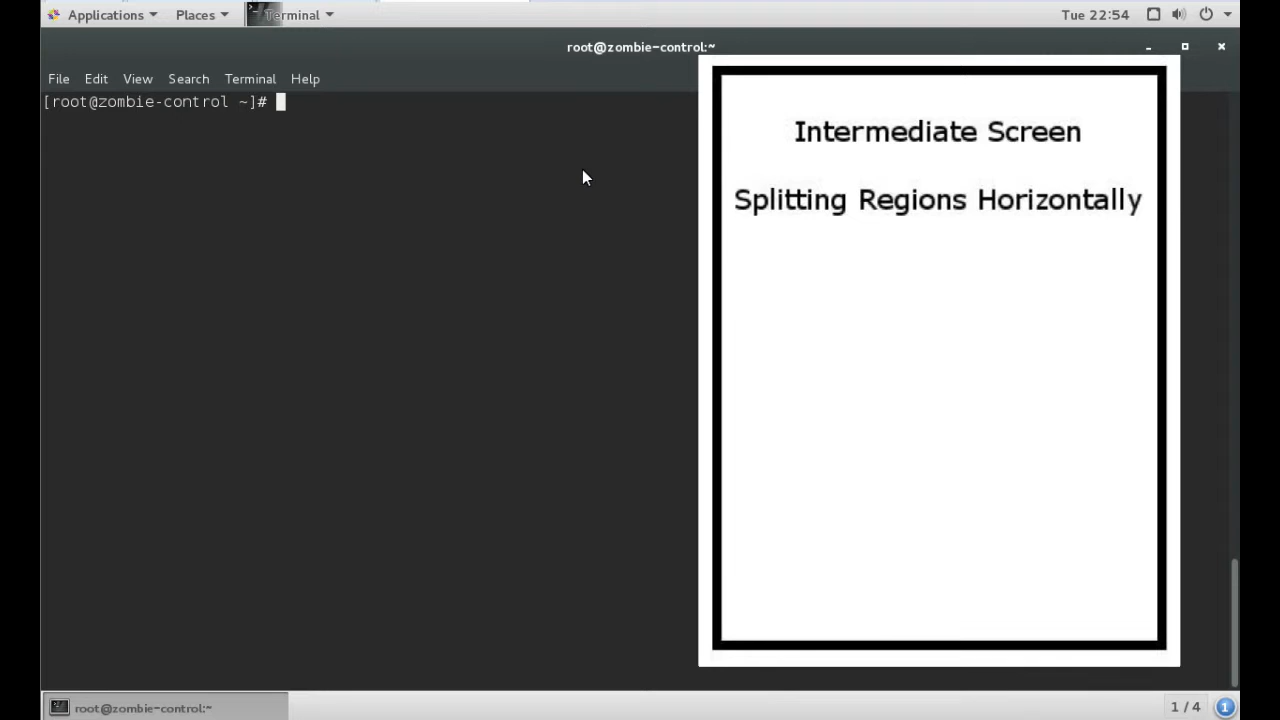 Applications Places Terminal Tue 22:54
root@zombie-control:~
File Edit View Search Terminal Help
[root@zombie-control ~]#
Intermediate Screen
Splitting Regions Horizontally
root@zombie-control:~ 1 / 4 1